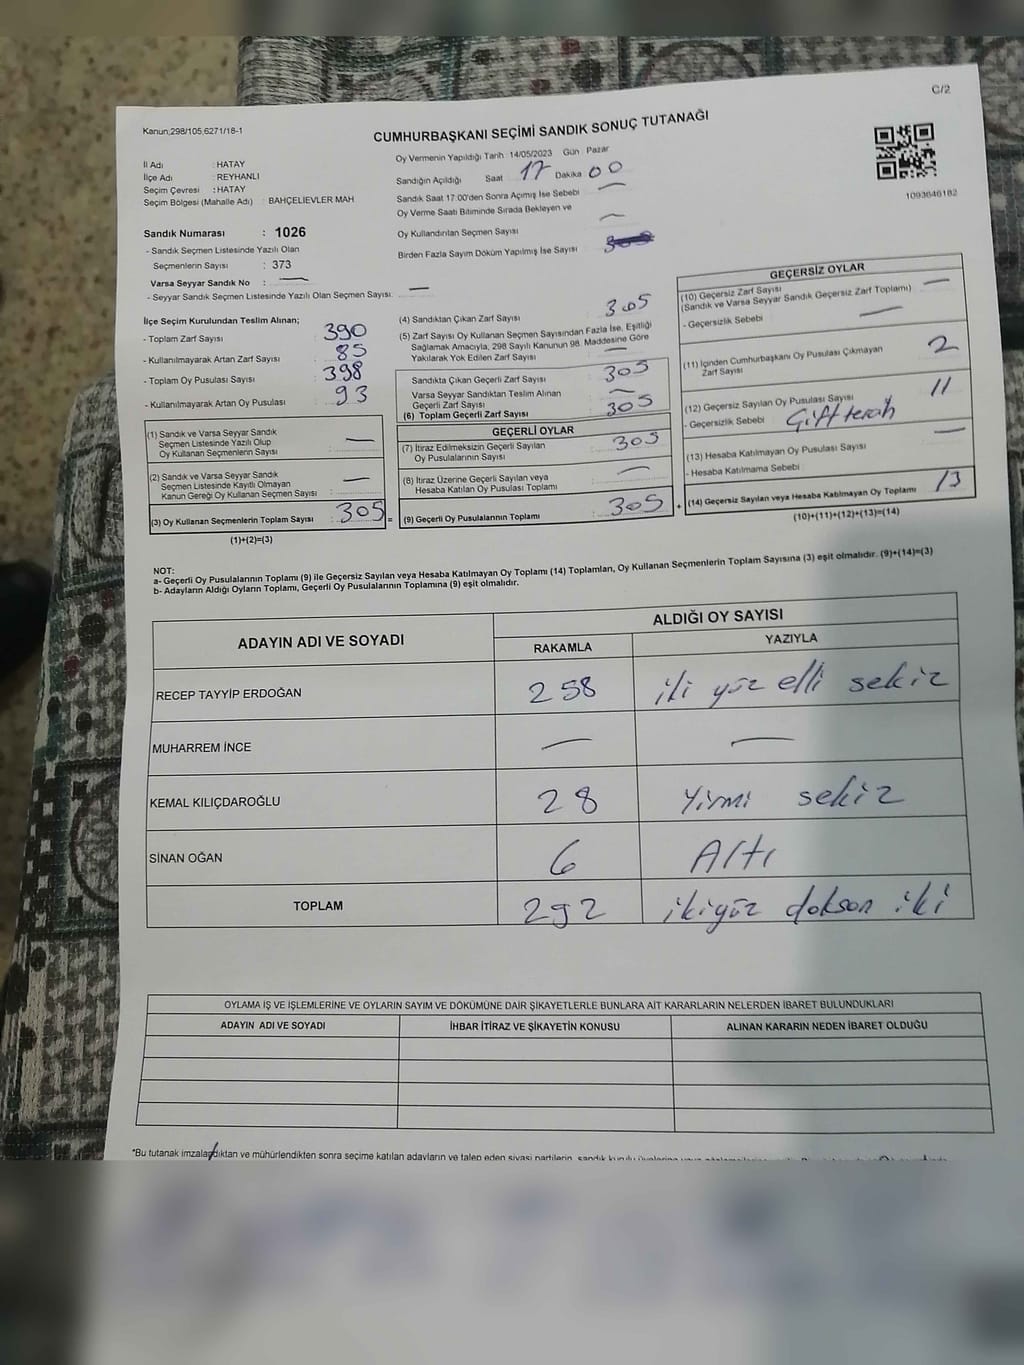 C/2
Kanun;298/105,6271/18-1
CUMHURBAŞKANI SEÇİMİ SANDIK SONUÇ TUTANAĞI
İl Adı : HATAY
İlçe Adı : REYHANLI
Seçim Çevresi : HATAY
Seçim Bölgesi (Mahalle Adı) : BAHÇELİEVLER MAH
Sandık Numarası : 1026
- Sandık Seçmen Listesinde Yazılı Olan
Seçmenlerin Sayısı : 373
Varsa Seyyar Sandık No : —
- Seyyar Sandık Seçmen Listesinde Yazılı Olan Seçmen Sayısı: —
Oy Vermenin Yapıldığı Tarih : 14/05/2023 Gün : Pazar
Sandığın Açıldığı Saat 17 Dakika 00
Sandık Saat 17:00'den Sonra Açımış İse Sebebi —
Oy Verme Saati Bitiminde Sırada Bekleyen ve
Oy Kullandırılan Seçmen Sayısı —
Birden Fazla Sayım Döküm Yapılmış İse Sayısı
1093646182
İlçe Seçim Kurulundan Teslim Alınan;
- Toplam Zarf Sayısı 390
- Kullanılmayarak Artan Zarf Sayısı 85
- Toplam Oy Pusulası Sayısı 398
- Kullanılmayarak Artan Oy Pusulası 93
(1) Sandık ve Varsa Seyyar Sandık
Seçmen Listesinde Yazılı Olup
Oy Kullanan Seçmenlerin Sayısı —
(2) Sandık ve Varsa Seyyar Sandık
Seçmen Listesinde Kaydı Olmayan
Kanun Gereği Oy Kullanan Seçmen Sayısı —
(3) Oy Kullanan Seçmenlerin Toplam Sayısı : 305 =
(1)+(2)=(3)
(4) Sandıktan Çıkan Zarf Sayısı 305
(5) Zarf Sayısı Oy Kullanan Seçmen Sayısından Fazla İse, Eşitliği
Sağlamak Amacıyla, 298 Sayılı Kanunun 98. Maddesine Göre
Yakılarak Yok Edilen Zarf Sayısı —
Sandıkta Çıkan Geçerli Zarf Sayısı 305
Varsa Seyyar Sandıktan Teslim Alınan
Geçerli Zarf Sayısı —
(6) Toplam Geçerli Zarf Sayısı 305
GEÇERLİ OYLAR
(7) İtiraz Edilmeksizin Geçerli Sayılan
Oy Pusulalarının Sayısı 305
(8) İtiraz Üzerine Geçerli Sayılan veya
Hesaba Katılan Oy Pusulası Toplamı —
(9) Geçerli Oy Pusulalarının Toplamı 305 +
GEÇERSİZ OYLAR
(10) Geçersiz Zarf Sayısı
(Sandık ve Varsa Seyyar Sandık Geçersiz Zarf Toplamı) —
- Geçersizlik Sebebi —
(11) İçinden Cumhurbaşkanı Oy Pusulası Çıkmayan
Zarf Sayısı 2
(12) Geçersiz Sayılan Oy Pusulası Sayısı 11
- Geçersizlik Sebebi Çift tercih
(13) Hesaba Katılmayan Oy Pusulası Sayısı —
- Hesaba Katılmama Sebebi
(14) Geçersiz Sayılan veya Hesaba Katılmayan Oy Toplamı 13
(10)+(11)+(12)+(13)=(14)
NOT:
a- Geçerli Oy Pusulalarının Toplamı (9) ile Geçersiz Sayılan veya Hesaba Katılmayan Oy Toplamı (14) Toplamları, Oy Kullanan Seçmenlerin Toplam Sayısına (3) eşit olmalıdır. (9)+(14)=(3)
b- Adayların Aldığı Oyların Toplamı, Geçerli Oy Pusulalarının Toplamına (9) eşit olmalıdır.
ADAYIN ADI VE SOYADI ALDIĞI OY SAYISI
RAKAMLA YAZIYLA
RECEP TAYYİP ERDOĞAN 258 iki yüz elli sekiz
MUHARREM İNCE — —
KEMAL KILIÇDAROĞLU 28 Yirmi sekiz
SİNAN OĞAN 6 Altı
TOPLAM 292 ikiyüz doksan iki
OYLAMA İŞ VE İŞLEMLERİNE VE OYLARIN SAYIM VE DÖKÜMÜNE DAİR ŞİKAYETLERLE BUNLARA AİT KARARLARIN NELERDEN İBARET BULUNDUKLARI
ADAYIN ADI VE SOYADI İHBAR İTİRAZ VE ŞİKAYETİN KONUSU ALINAN KARARIN NEDEN İBARET OLDUĞU
*Bu tutanak imzalandıktan ve mühürlendikten sonra seçime katılan adayların ve talep eden siyasi partilerin, sandık kurulu